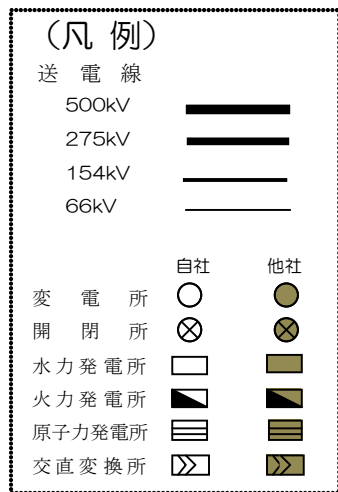 (凡 例)
送 電 線
500kV
275kV
154kV
66kV
自社 他社
変 電 所
開 閉 所
水力発電所
火力発電所
原子力発電所
交直変換所